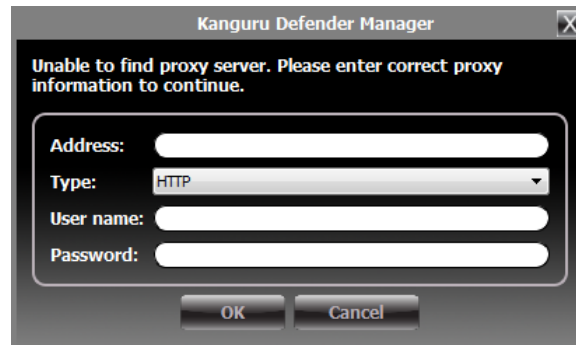 Kanguru Defender Manager
X
Unable to find proxy server. Please enter correct proxy
information to continue.
Address:
Type: HTTP
User name:
Password:
OK Cancel